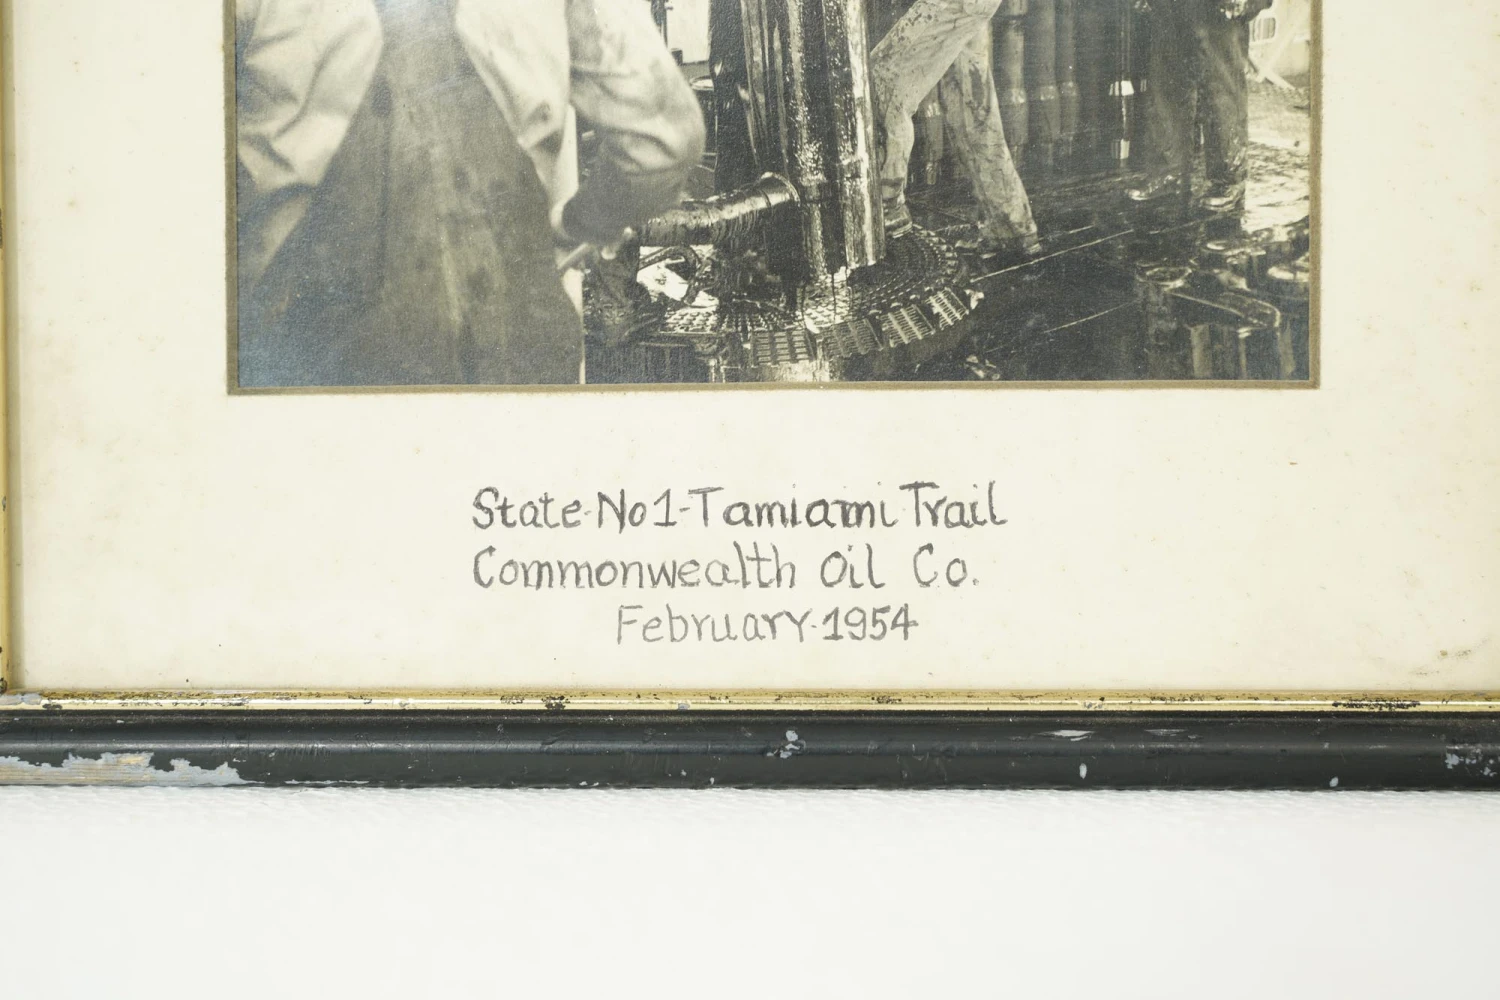 State-No1-Tamiami Trail
Commonwealth Oil Co.
February-1954